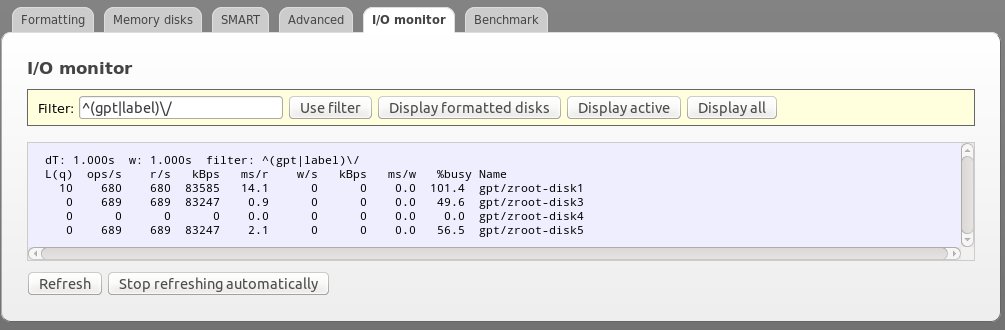 Formatting Memory disks SMART Advanced I/O monitor Benchmark
I/O monitor
Filter: ^(gpt|label)\/ Use filter Display formatted disks Display active Display all
dT: 1.000s w: 1.000s filter: ^(gpt|label)\/
L(q) ops/s r/s kBps ms/r w/s kBps ms/w %busy Name
10 680 680 83585 14.1 0 0 0.0 101.4 gpt/zroot-disk1
0 689 689 83247 0.9 0 0 0.0 49.6 gpt/zroot-disk3
0 0 0 0 0.0 0 0 0.0 0.0 gpt/zroot-disk4
0 689 689 83247 2.1 0 0 0.0 56.5 gpt/zroot-disk5
Refresh Stop refreshing automatically